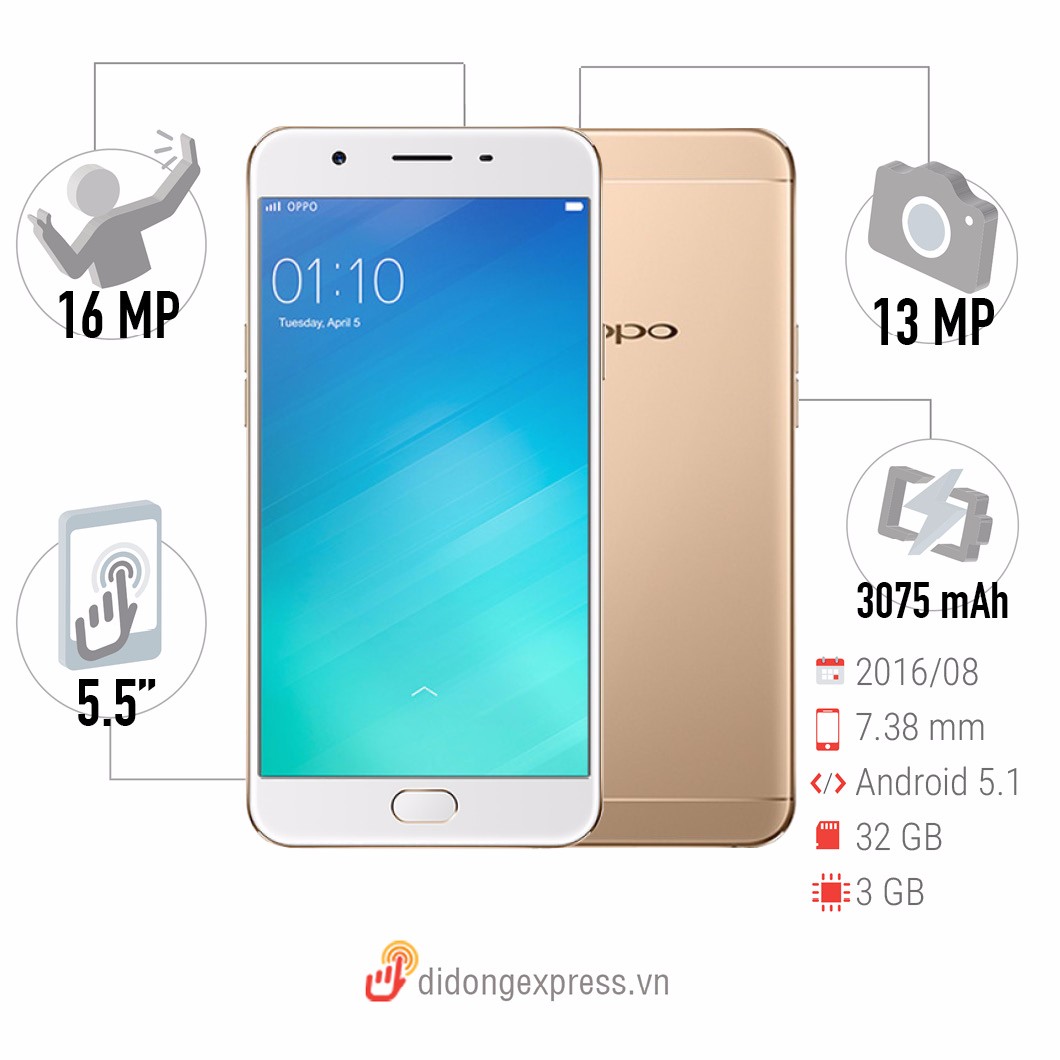 16 MP
13 MP
OPPO
01:10
Tuesday, April 5
3075 mAh
5.5”
2016/08
7.38 mm
Android 5.1
32 GB
3 GB
didongexpress.vn